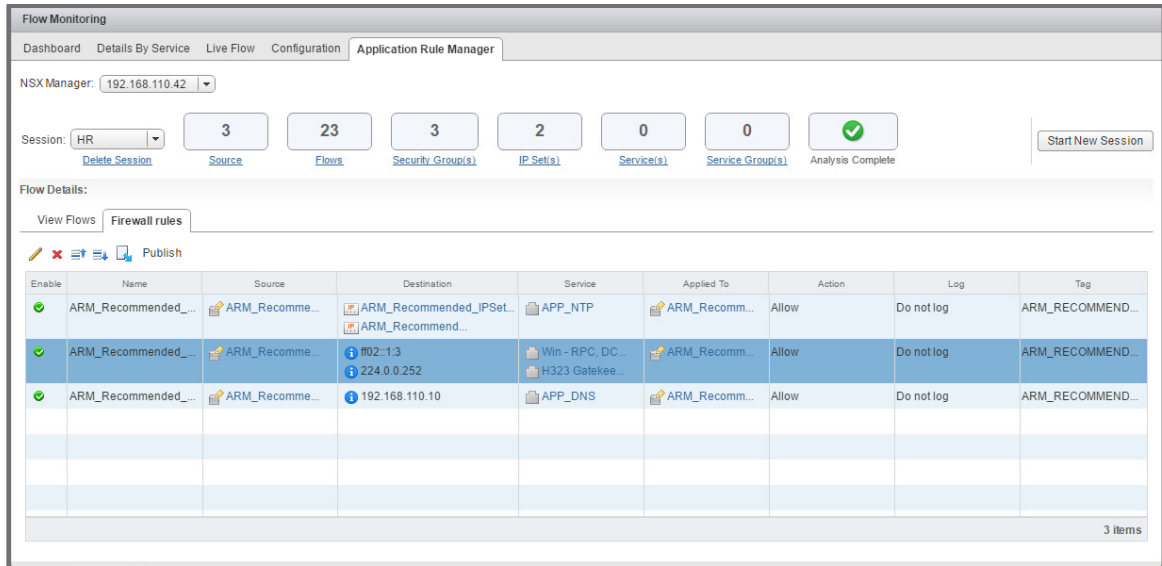 Flow Monitoring
Dashboard Details By Service Live Flow Configuration Application Rule Manager
NSX Manager: 192.168.110.42
Session: HR 3 23 3 2 0 0 Start New Session
Delete Session Source Flows Security Group(s) IP Set(s) Service(s) Service Group(s) Analysis Complete
Flow Details:
View Flows Firewall rules
Publish
Enable Name Source Destination Service Applied To Action Log Tag
ARM_Recommended_... ARM_Recomme... ARM_Recommended_IPSet... APP_NTP ARM_Recomm... Allow Do not log ARM_RECOMMEND...
ARM_Recommend...
ARM_Recommended_... ARM_Recomme... ff02::1:3 Win - RPC, DC... ARM_Recomm... Allow Do not log ARM_RECOMMEND...
224.0.0.252 H323 Gatekee...
ARM_Recommended_... ARM_Recomme... 192.168.110.10 APP_DNS ARM_Recomm... Allow Do not log ARM_RECOMMEND...
3 items